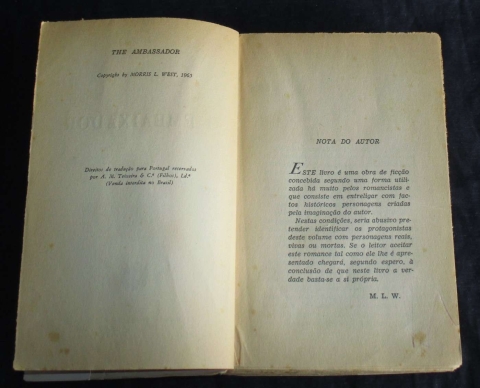 THE AMBASSADOR
Copyright by MORRIS L. WEST, 1965
Direitos de tradução para Portugal reservados
por A. M. Teixeira & C.ª (Filhos), Ld.ª
(Venda interdita no Brasil)
NOTA DO AUTOR
ESTE livro é uma obra de ficção
concebida segundo uma forma utili-
sada há muito pelos romancistas e
que consiste em entreligar com fac-
tos históricos personagens criadas
pela imaginação do autor.
Nestas condições, seria abusivo pre-
tender identificar os protagonistas
deste volume com personagens reais,
vivas ou mortas. Se o leitor aceitar
este romance tal como ele lhe é apre-
sentado chegará, segundo espero, à
conclusão de que neste livro a ver-
dade basta-se a si própria.
M. L. W.